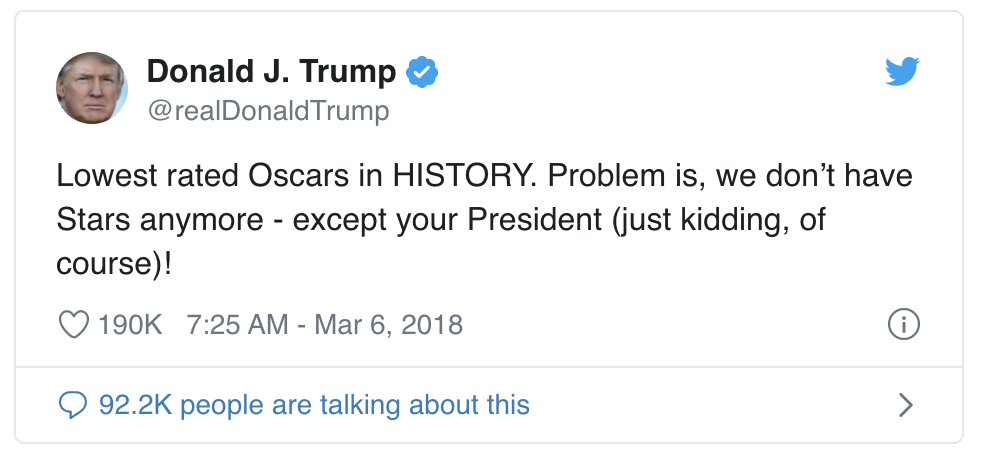 Donald J. Trump
@realDonaldTrump
Lowest rated Oscars in HISTORY. Problem is, we don’t have
Stars anymore - except your President (just kidding, of
course)!
190K 7:25 AM - Mar 6, 2018
92.2K people are talking about this